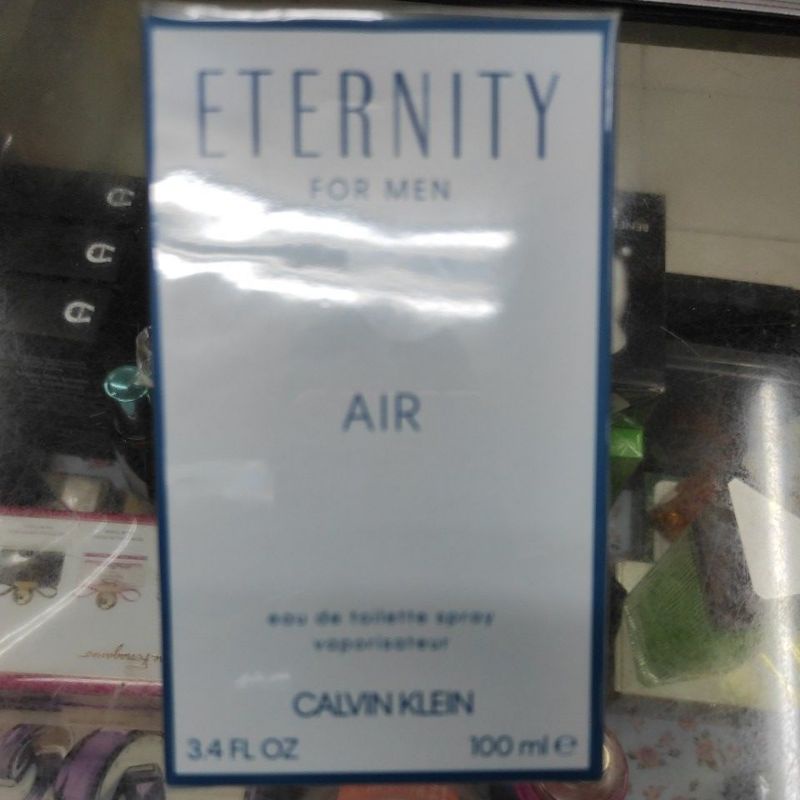 ETERNITY
FOR MEN
AIR
eau de toilette spray
vaporisateur
CALVIN KLEIN
3.4 FL OZ 100 ml e